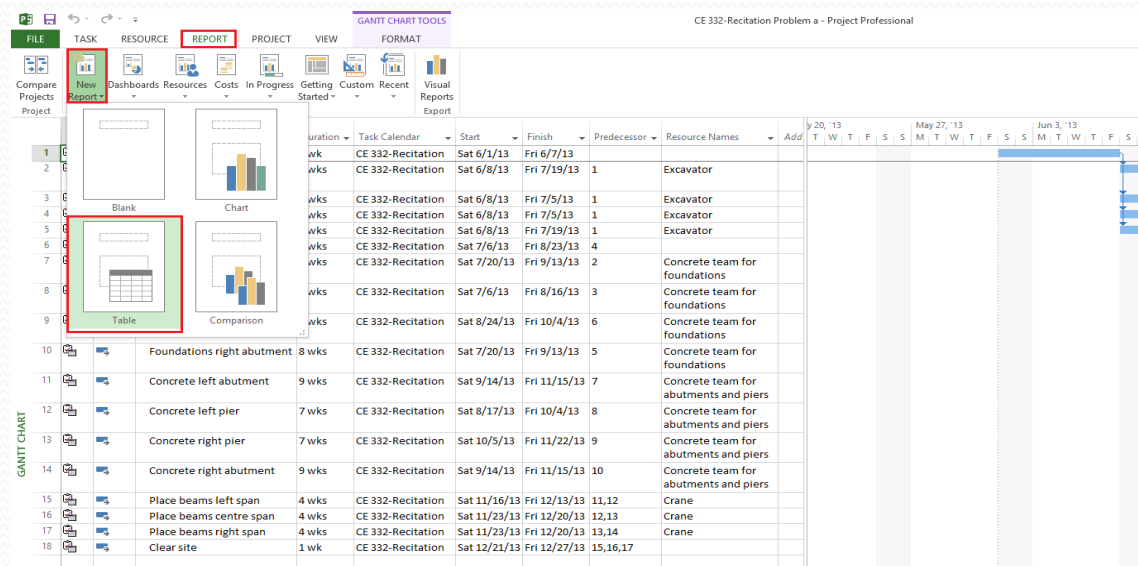 GANTT CHART TOOLS
CE 332-Recitation Problem a - Project Professional
FILE TASK RESOURCE REPORT PROJECT VIEW FORMAT
Compare Projects
New Report
Dashboards
Resources
Costs
In Progress
Getting Started
Custom
Recent
Visual Reports
Project
Export
Blank
Chart
Table
Comparison
uration Task Calendar Start Finish Predecessor Resource Names Add
y 20, '13 May 27, '13 Jun 3, '13
T W T F S S M T W T F S S M T W T F S
1 wk CE 332-Recitation Sat 6/1/13 Fri 6/7/13
2 wks CE 332-Recitation Sat 6/8/13 Fri 7/19/13 1 Excavator
3 wks CE 332-Recitation Sat 6/8/13 Fri 7/5/13 1 Excavator
4 wks CE 332-Recitation Sat 6/8/13 Fri 7/5/13 1 Excavator
5 wks CE 332-Recitation Sat 6/8/13 Fri 7/19/13 1 Excavator
6 wks CE 332-Recitation Sat 7/6/13 Fri 8/23/13 4
7 wks CE 332-Recitation Sat 7/20/13 Fri 9/13/13 2 Concrete team for
foundations
8 wks CE 332-Recitation Sat 7/6/13 Fri 8/16/13 3 Concrete team for
foundations
9 wks CE 332-Recitation Sat 8/24/13 Fri 10/4/13 6 Concrete team for
foundations
10 Foundations right abutment 8 wks CE 332-Recitation Sat 7/20/13 Fri 9/13/13 5 Concrete team for
foundations
11 Concrete left abutment 9 wks CE 332-Recitation Sat 9/14/13 Fri 11/15/13 7 Concrete team for
abutments and piers
12 Concrete left pier 7 wks CE 332-Recitation Sat 8/17/13 Fri 10/4/13 8 Concrete team for
abutments and piers
13 Concrete right pier 7 wks CE 332-Recitation Sat 10/5/13 Fri 11/22/13 9 Concrete team for
abutments and piers
14 Concrete right abutment 9 wks CE 332-Recitation Sat 9/14/13 Fri 11/15/13 10 Concrete team for
abutments and piers
15 Place beams left span 4 wks CE 332-Recitation Sat 11/16/13 Fri 12/13/13 11,12 Crane
16 Place beams centre span 4 wks CE 332-Recitation Sat 11/23/13 Fri 12/20/13 12,13 Crane
17 Place beams right span 4 wks CE 332-Recitation Sat 11/23/13 Fri 12/20/13 13,14 Crane
18 Clear site 1 wk CE 332-Recitation Sat 12/21/13 Fri 12/27/13 15,16,17
GANTT CHART